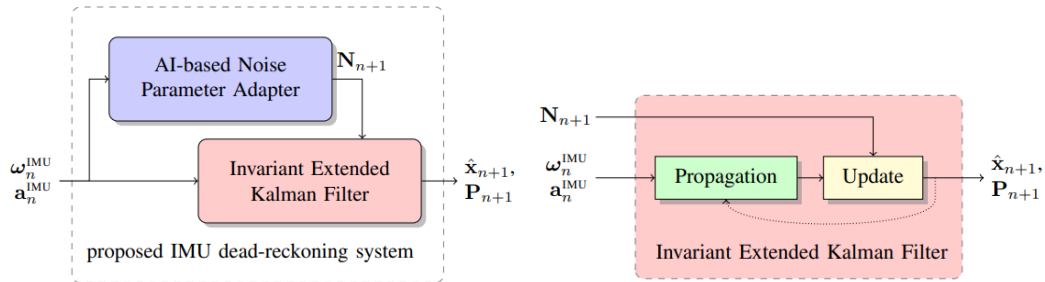 AI-based Noise
Parameter Adapter
N_{n+1}
ω_n^{IMU}
a_n^{IMU}
Invariant Extended
Kalman Filter
x̂_{n+1},
P_{n+1}
proposed IMU dead-reckoning system
N_{n+1}
ω_n^{IMU}
a_n^{IMU}
Propagation
Update
x̂_{n+1},
P_{n+1}
Invariant Extended Kalman Filter